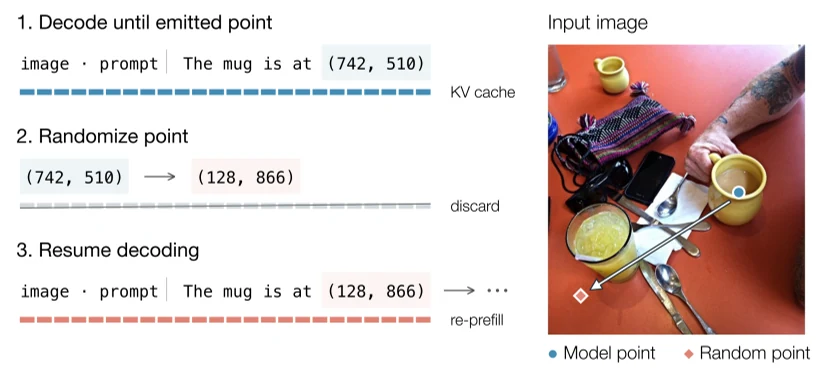 1. Decode until emitted point
image · prompt The mug is at (742, 510)
KV cache
2. Randomize point
(742, 510) → (128, 866)
discard
3. Resume decoding
image · prompt The mug is at (128, 866) → ...
re-prefill
Input image
Model point
Random point